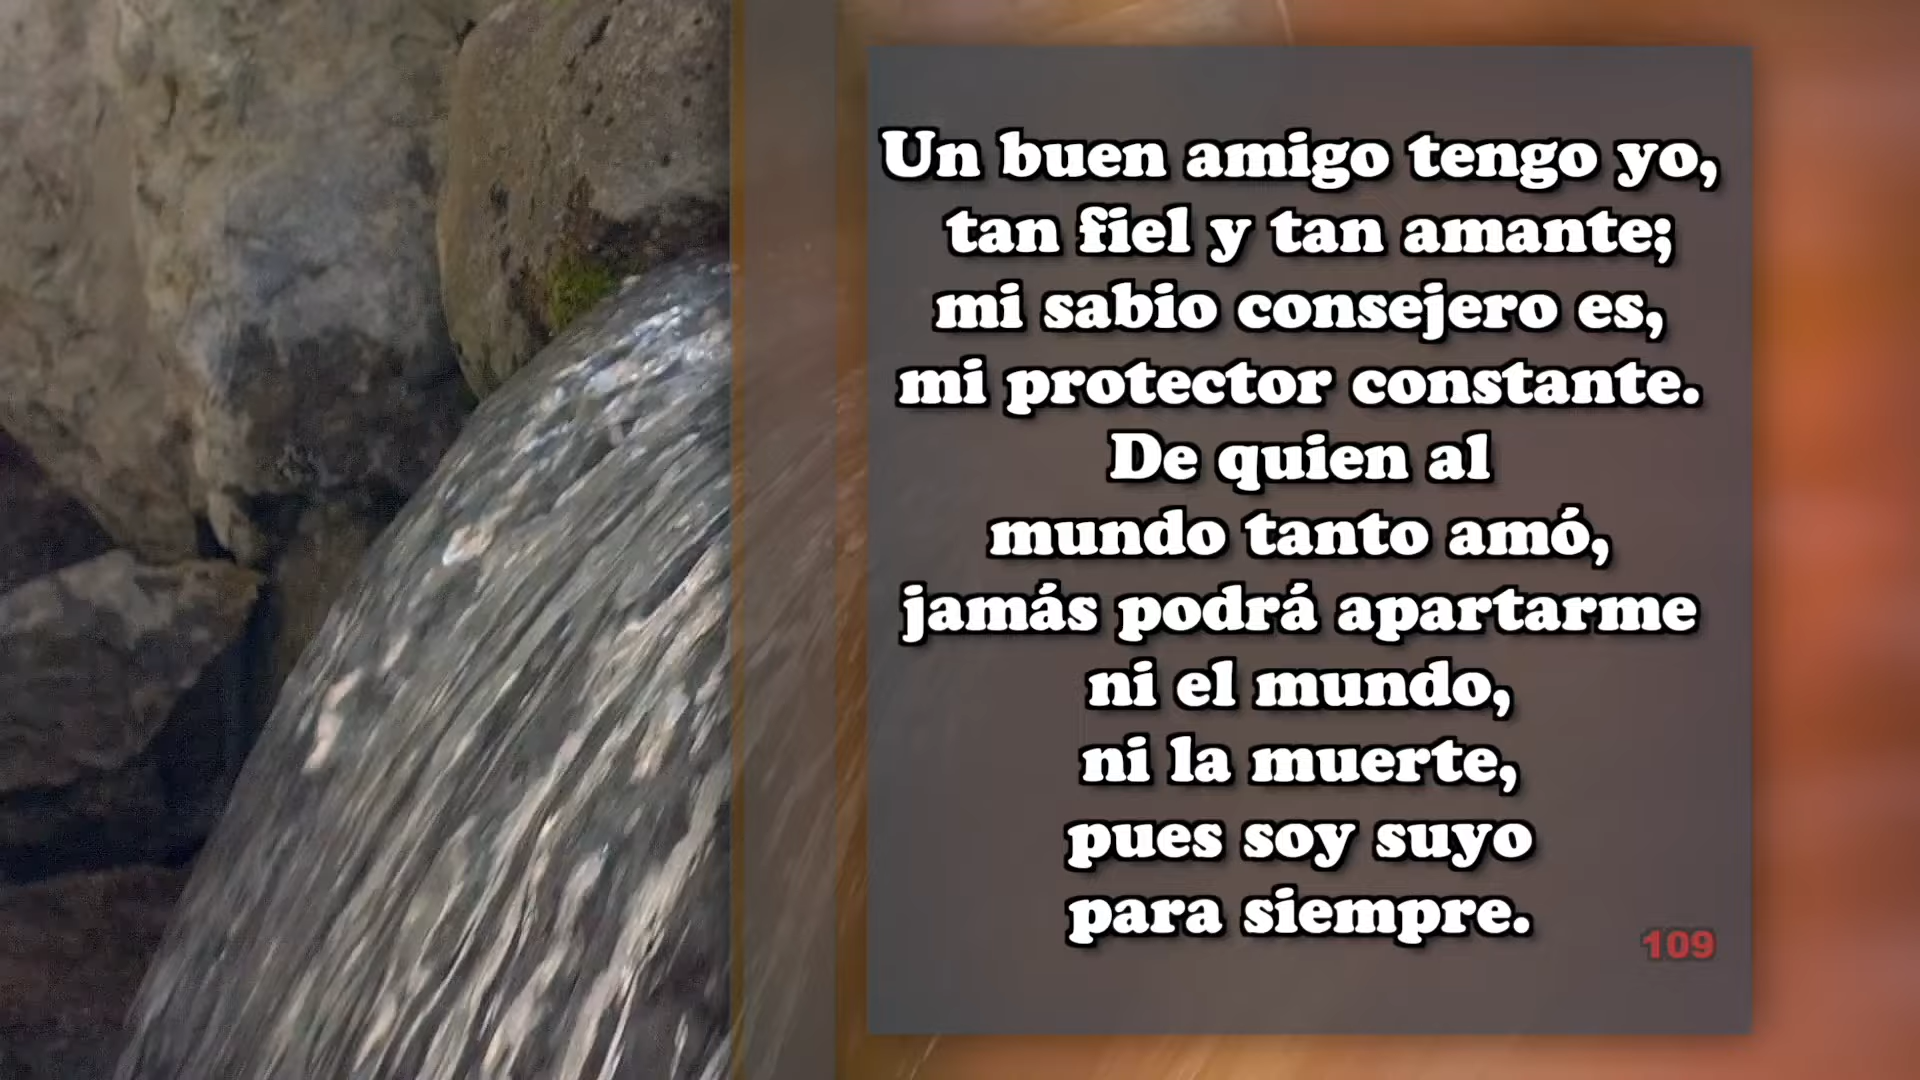 Un buen amigo tengo yo,
tan fiel y tan amante;
mi sabio consejero es,
mi protector constante.
De quien al
mundo tanto amó,
jamás podrá apartarme
ni el mundo,
ni la muerte,
pues soy suyo
para siempre.
109